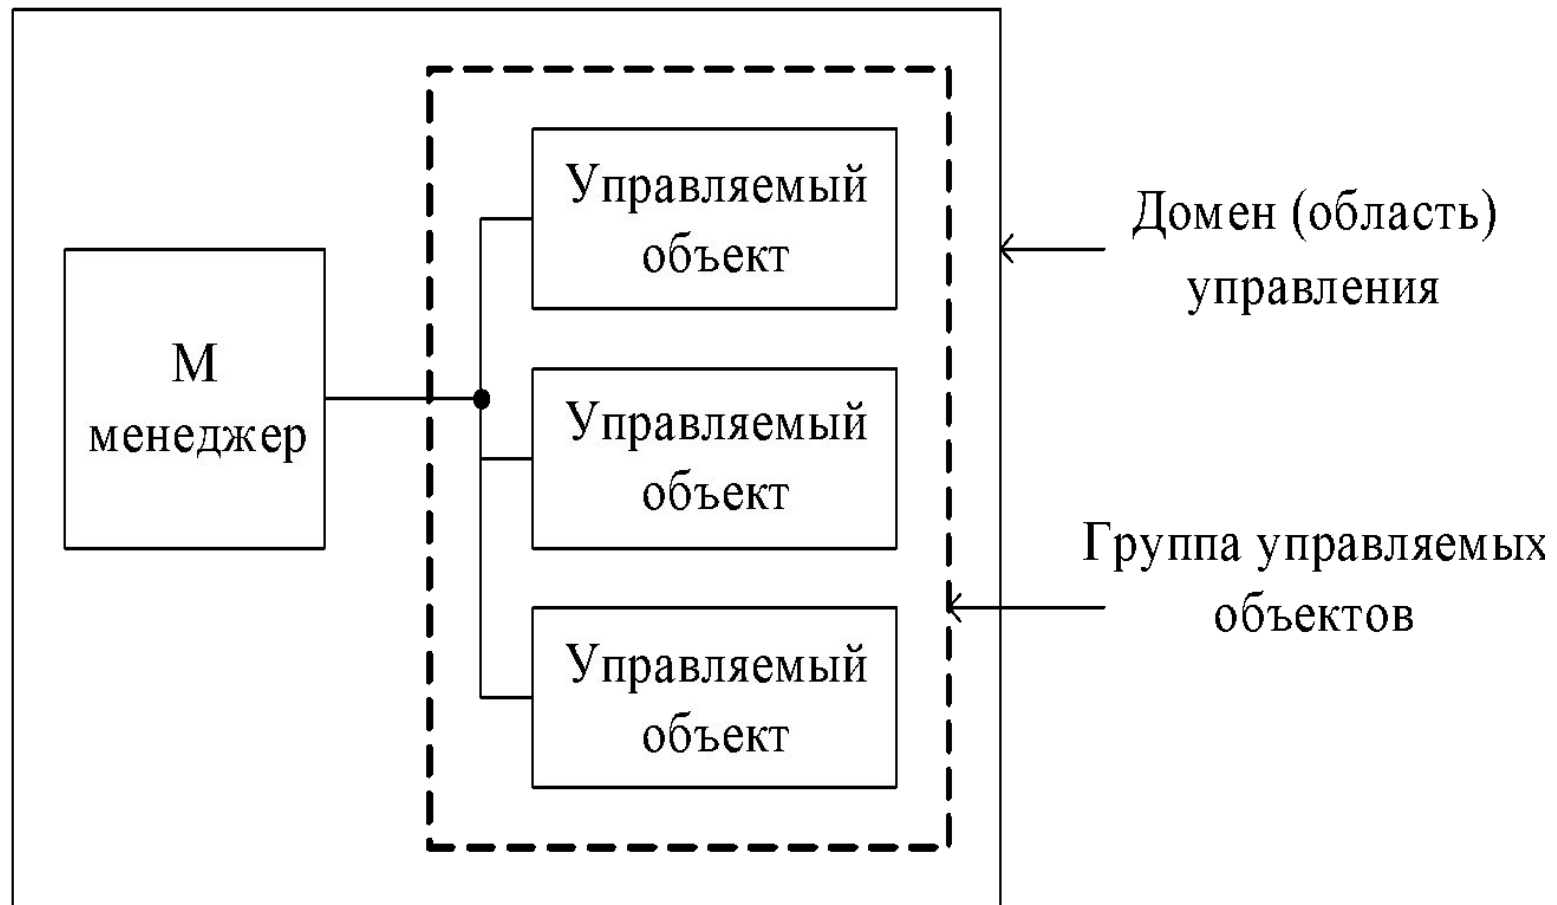 Управляемый
объект
Домен (область)
управления
М
менеджер
Управляемый
объект
Группа управляемых
объектов
Управляемый
объект